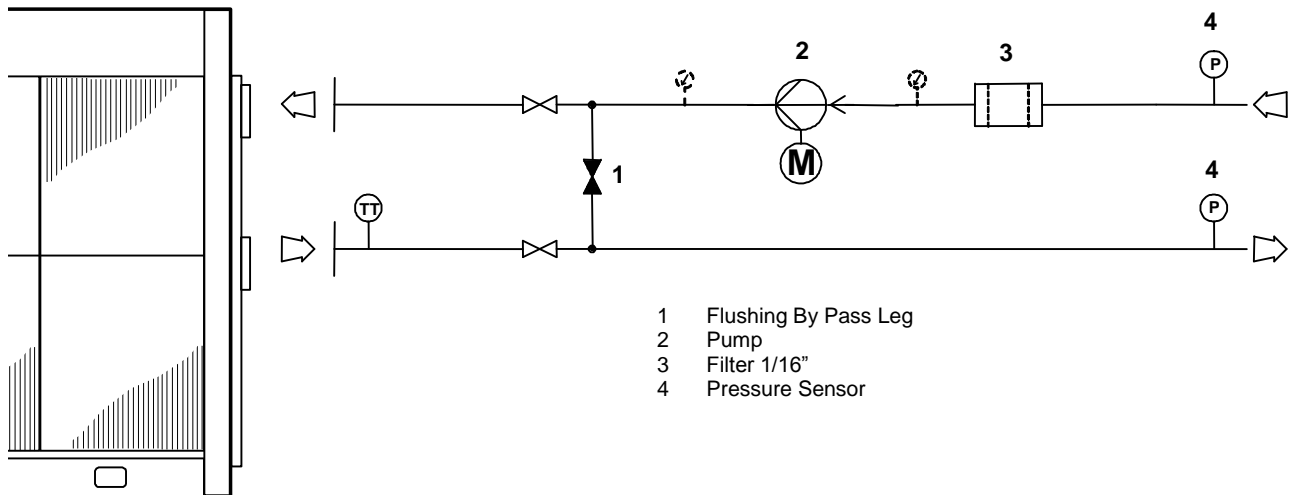 4
2
3
P
M
1
4
TT
P
1 Flushing By Pass Leg
2 Pump
3 Filter 1/16”
4 Pressure Sensor